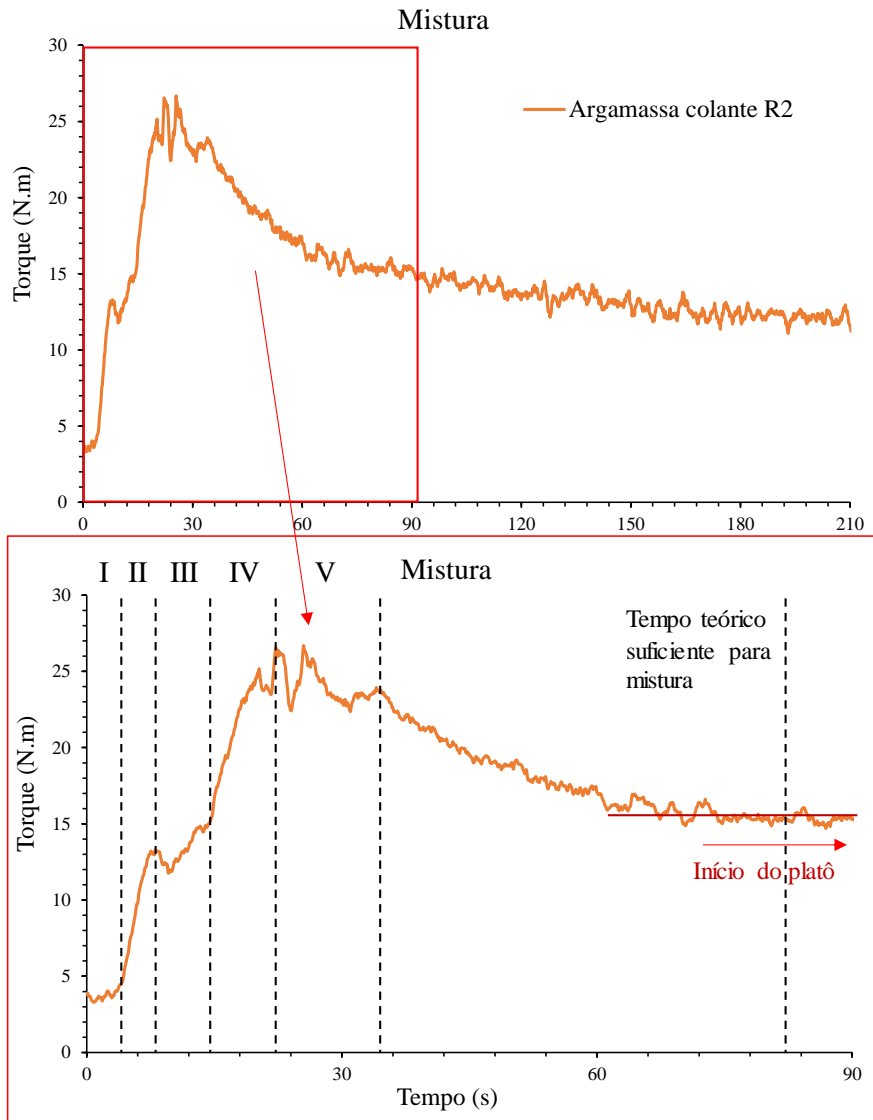 Mistura
30
25
20
15
10
5
0
Torque (N.m)
Argamassa colante R2
0 30 60 90 120 150 180 210
I II III IV V Mistura
30
25
20
15
10
5
0
Torque (N.m)
Tempo teórico
suficiente para
mistura
Início do platô
0 30 60 90
Tempo (s)